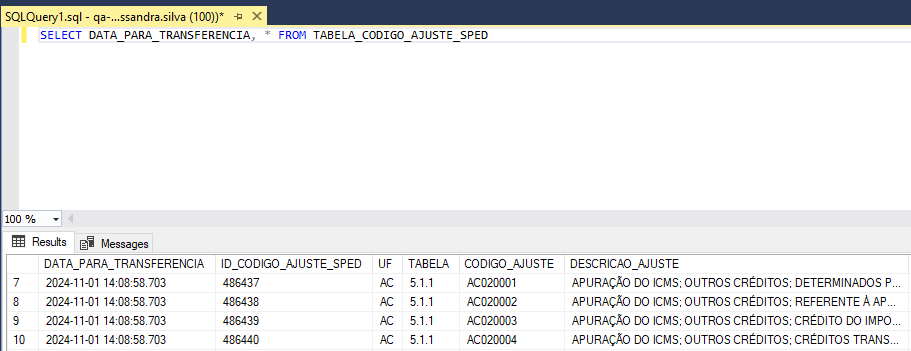 SQLQuery1.sql - qa-...ssandra.silva (100))*
SELECT DATA_PARA_TRANSFERENCIA, * FROM TABELA_CODIGO_AJUSTE_SPED
100 %
Results Messages
DATA_PARA_TRANSFERENCIA ID_CODIGO_AJUSTE_SPED UF TABELA CODIGO_AJUSTE DESCRICAO_AJUSTE
7 2024-11-01 14:08:58.703 486437 AC 5.1.1 AC020001 APURAÇÃO DO ICMS; OUTROS CRÉDITOS; DETERMINADOS P...
8 2024-11-01 14:08:58.703 486438 AC 5.1.1 AC020002 APURAÇÃO DO ICMS; OUTROS CRÉDITOS; REFERENTE À AP...
9 2024-11-01 14:08:58.703 486439 AC 5.1.1 AC020003 APURAÇÃO DO ICMS; OUTROS CRÉDITOS; CRÉDITO DO IMPO...
10 2024-11-01 14:08:58.703 486440 AC 5.1.1 AC020004 APURAÇÃO DO ICMS; OUTROS CRÉDITOS; CRÉDITOS TRANS...